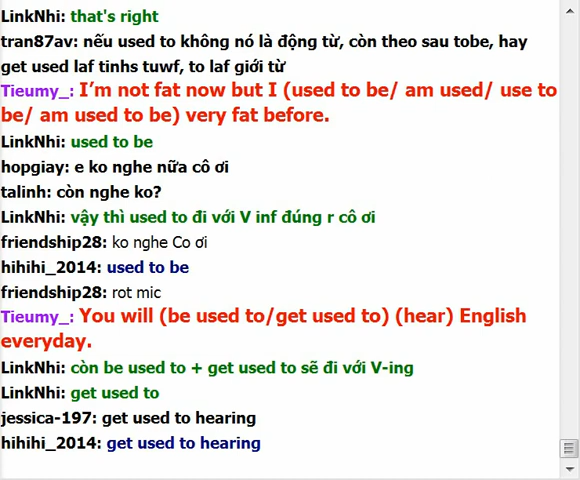 LinkNhi: that's right
tran87av: nếu used to không nó là động từ, còn theo sau tobe, hay
get used laf tinhs tuwf, to laf giới từ
Tieumy_: I’m not fat now but I (used to be/ am used/ use to
be/ am used to be) very fat before.
LinkNhi: used to be
hopgiay: e ko nghe nữa cô ơi
talinh: còn nghe ko?
LinkNhi: vậy thì used to đi với V inf đúng r cô ơi
friendship28: ko nghe Co ơi
hihihi_2014: used to be
friendship28: rot mic
Tieumy_: You will (be used to/get used to) (hear) English
everyday.
LinkNhi: còn be used to + get used to sẽ đi với V-ing
LinkNhi: get used to
jessica-197: get used to hearing
hihihi_2014: get used to hearing